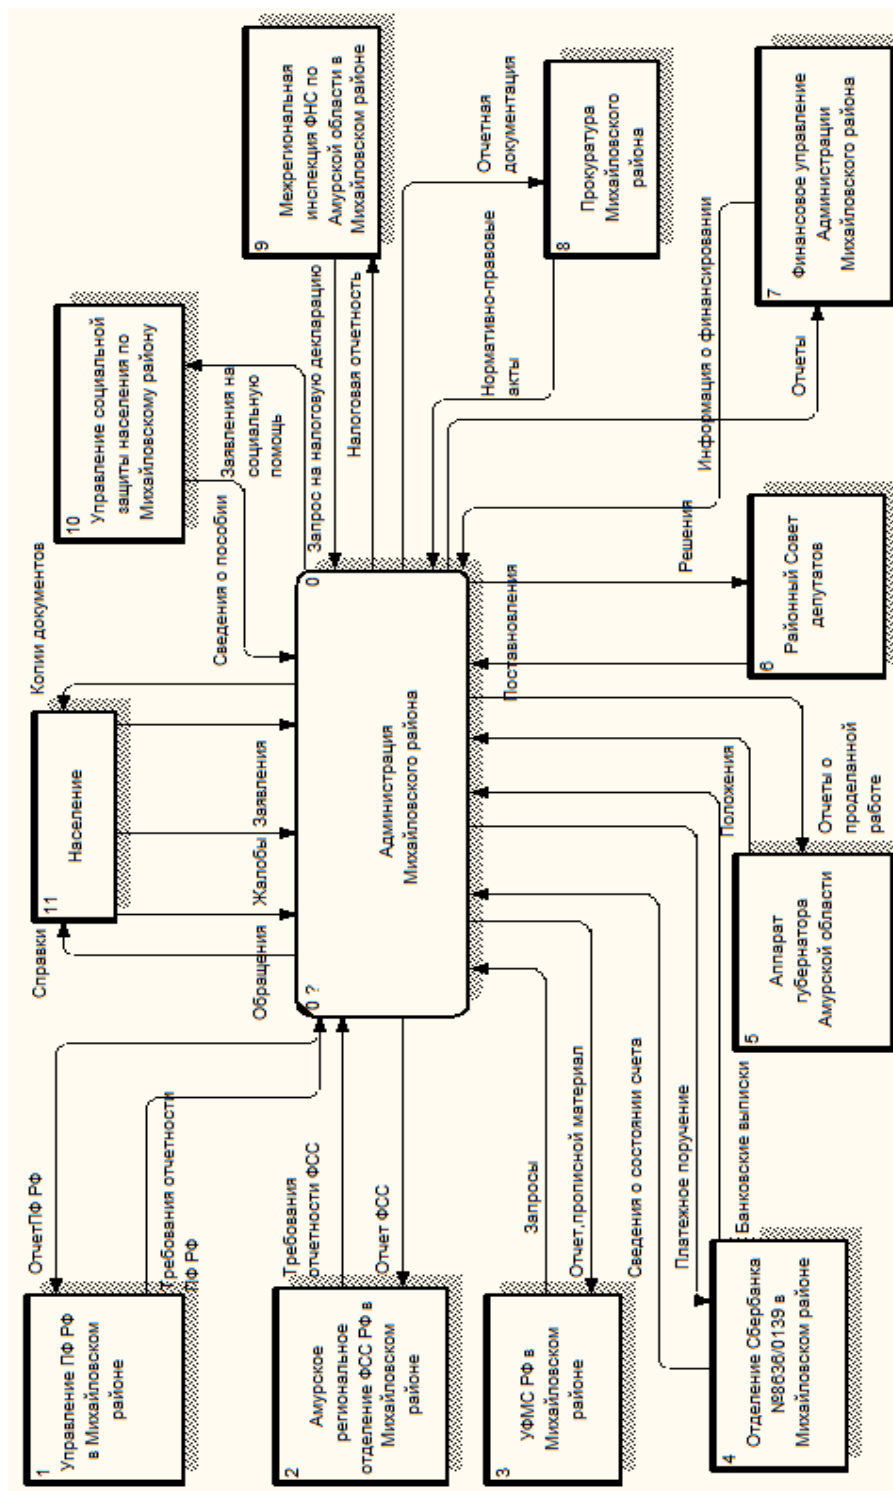 1
Управление ПФ РФ
в Михайловском
районе
ОтчетПФ РФ
Требования отчетности
ПФ РФ
2
Амурское
региональное
отделение ФСС РФ в
Михайловском
районе
Требования
отчетности ФСС
Отчет ФСС
3
УФМС РФ в
Михайловском
районе
Запросы
Отчет,прописной материал
4
Отделение Сбербанка
№8636/0139 в
Михайловском районе
Сведения о состоянии счета
Платежное поручение
Банковские выписки
5
Аппарат
губернатора
Амурской области
Положения
Отчеты о
проделанной
работе
6
Районный Совет
депутатов
Постановления
Решения
7
Финансовое управление
Администрации
Михайловского района
Информация о финансировании
Отчеты
8
Прокуратура
Михайловского
района
Отчетная
документация
Нормативно-правовые
акты
9
Межрегиональная
инспекция ФНС по
Амурской области в
Михайловском районе
Запрос на налоговую декларацию
Налоговая отчетность
10
Управление социальной
защиты населения по
Михайловскому району
Заявления на
социальную
помощь
Сведения о пособии
11
Население
Справки
Копии документов
Обращения
Жалобы
Заявления
0 ?
0
Администрация
Михайловского района